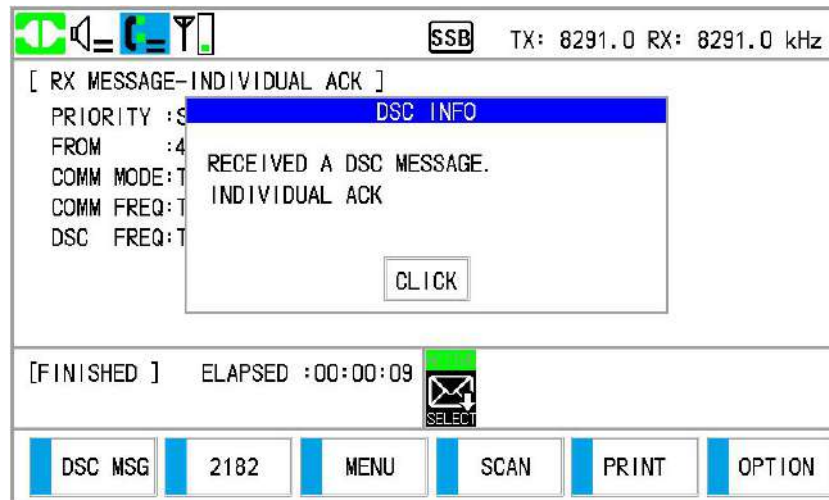 SSB TX: 8291.0 RX: 8291.0 kHz
[ RX MESSAGE-INDIVIDUAL ACK ]
PRIORITY :S
FROM :4
COMM MODE:T
COMM FREQ:T
DSC FREQ:T
DSC INFO
RECEIVED A DSC MESSAGE.
INDIVIDUAL ACK
CLICK
[FINISHED ] ELAPSED :00:00:09
SELECT
DSC MSG 2182 MENU SCAN PRINT OPTION